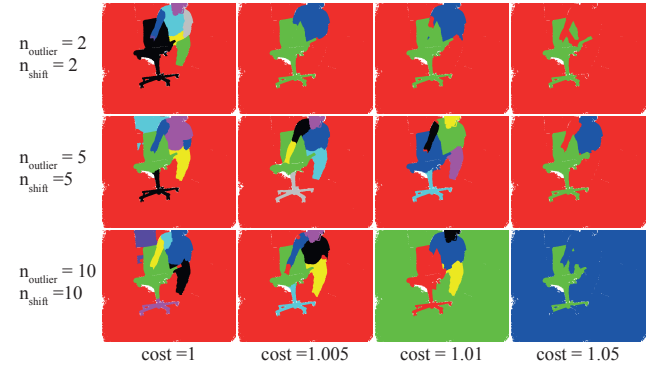 n_outlier = 2
n_shift = 2
n_outlier = 5
n_shift =5
n_outlier = 10
n_shift =10
cost =1 cost =1.005 cost =1.01 cost = 1.05